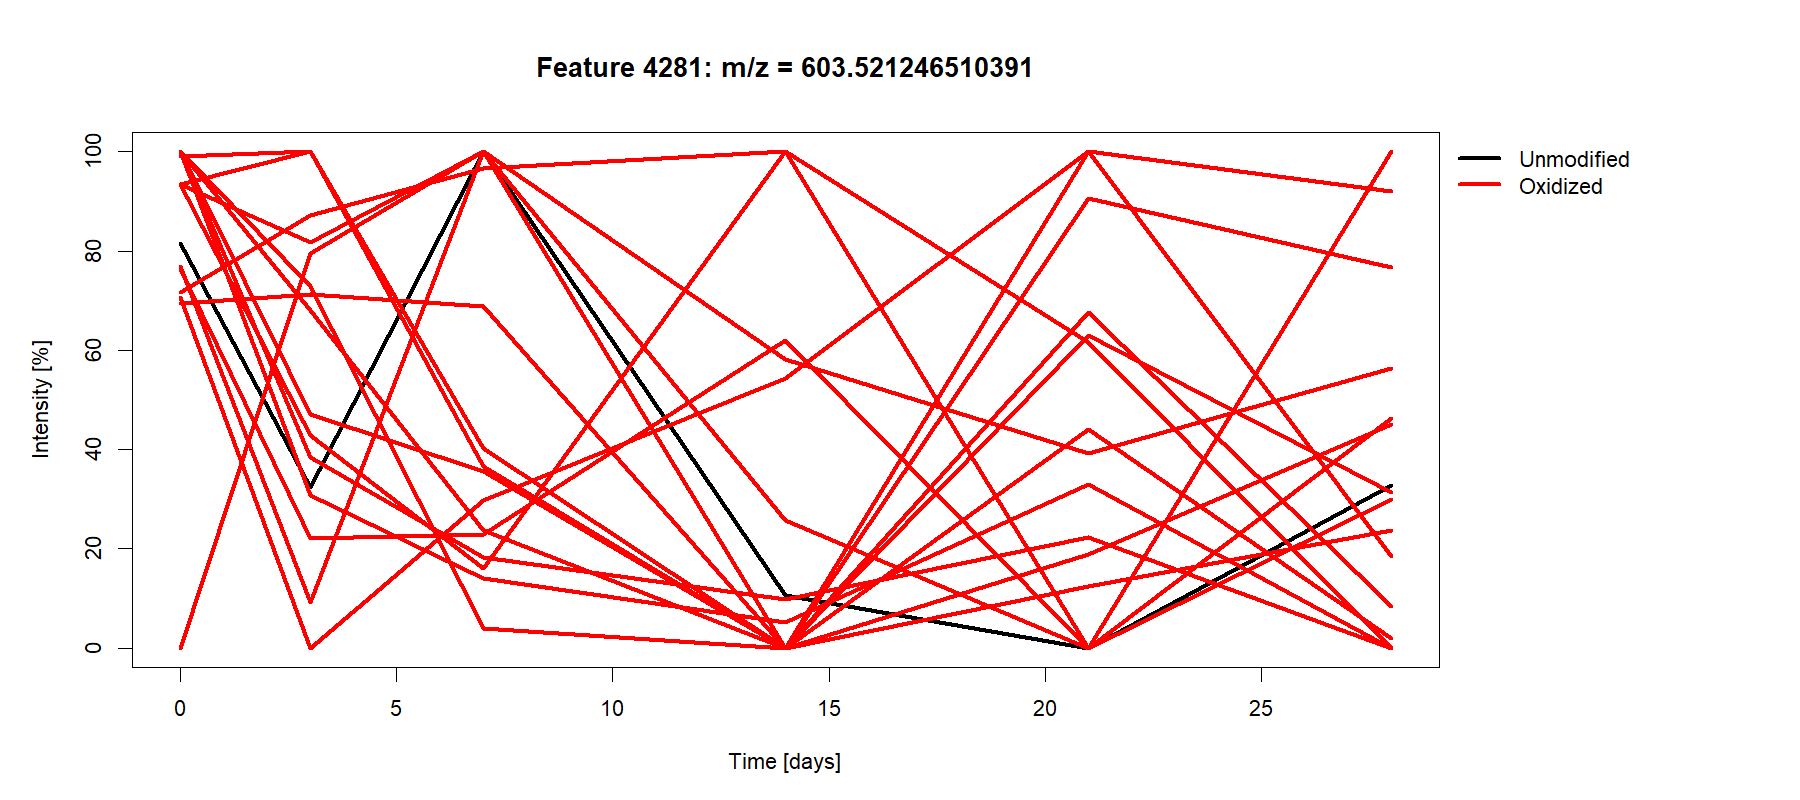 Feature 4281: m/z = 603.521246510391
Unmodified
Oxidized
Intensity [%]
100
80
60
40
20
0
0 5 10 15 20 25
Time [days]